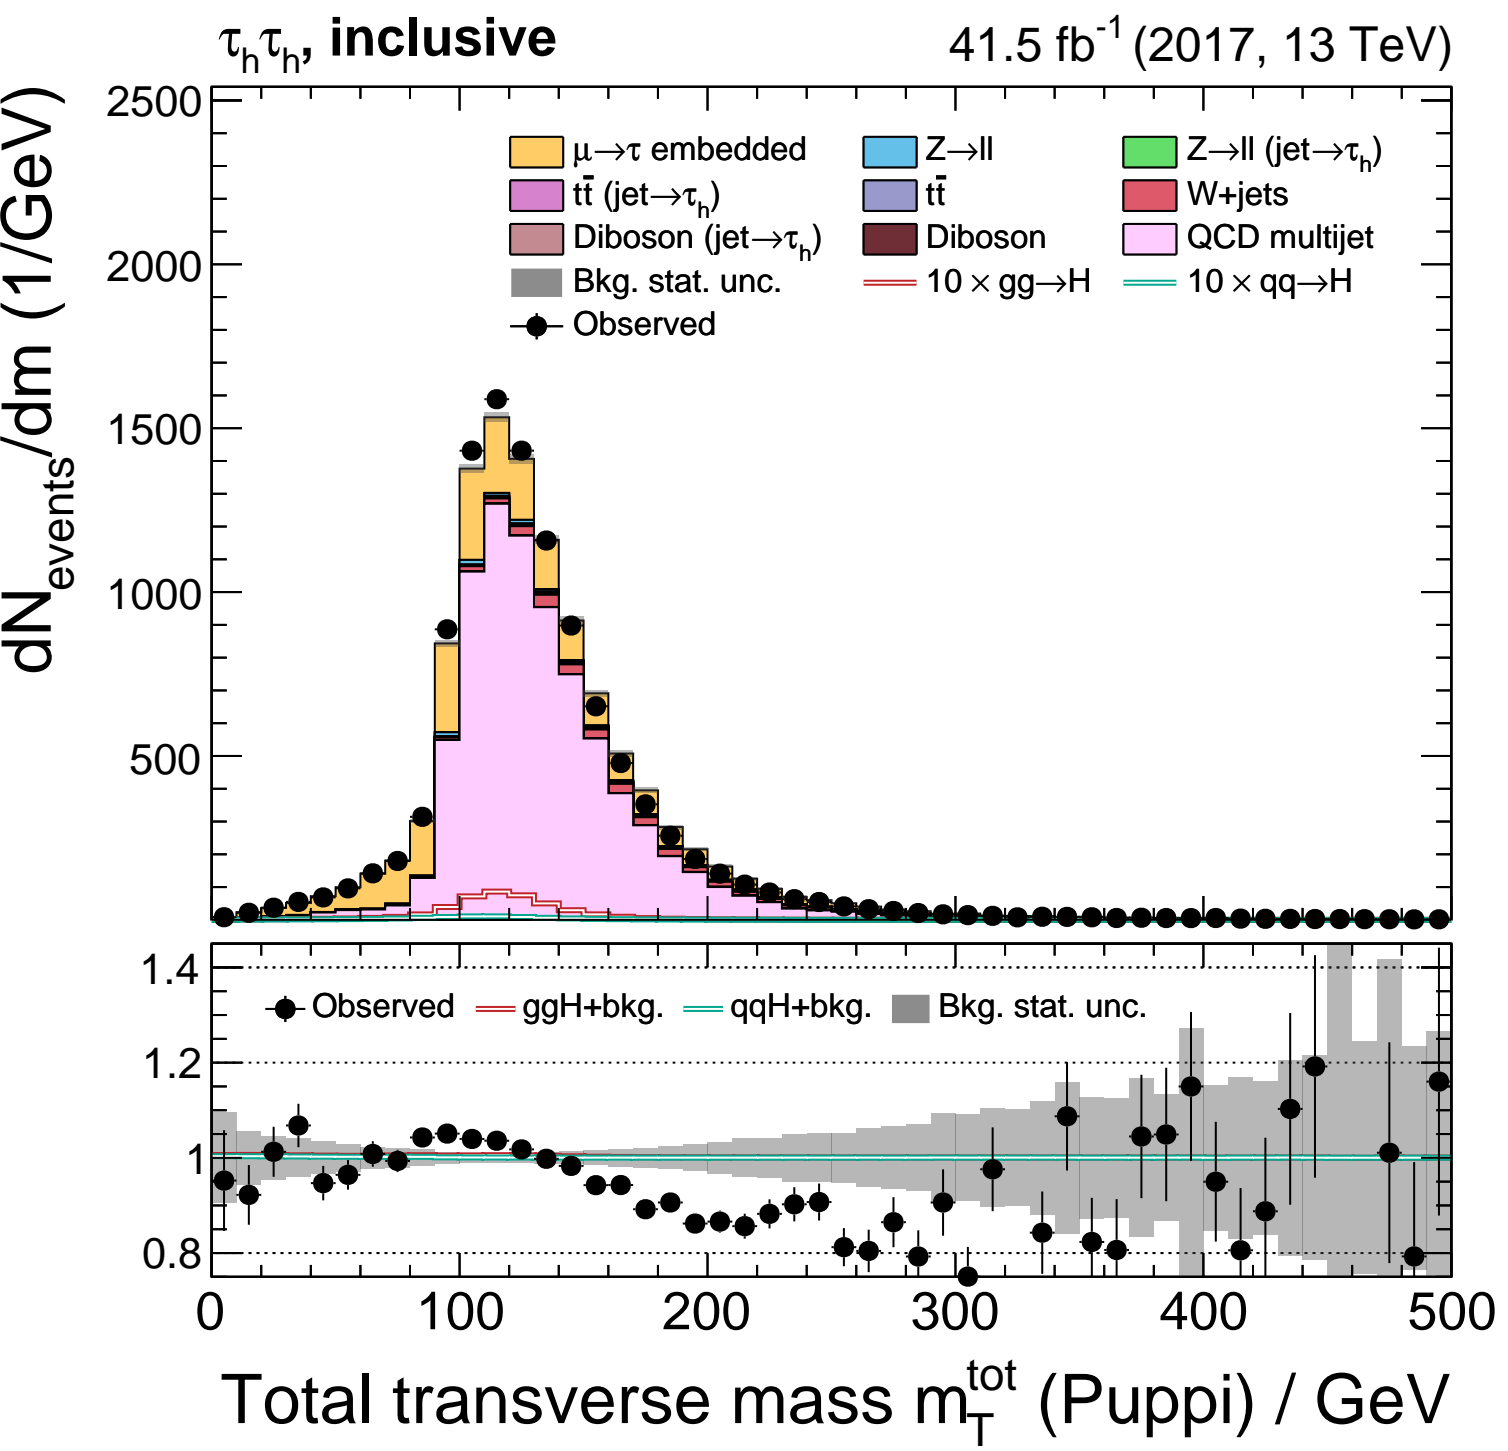 τhτh, inclusive
41.5 fb-1 (2017, 13 TeV)
dNevents/dm (1/GeV)
2500
2000
1500
1000
500
μ→τ embedded
Z→ll
Z→ll (jet→τh)
tt̄ (jet→τh)
tt̄
W+jets
Diboson (jet→τh)
Diboson
QCD multijet
Bkg. stat. unc.
10 × gg→H
10 × qq→H
Observed
1.4
1.2
1
0.8
Observed
ggH+bkg.
qqH+bkg.
Bkg. stat. unc.
0
100
200
300
400
500
Total transverse mass mTtot (Puppi) / GeV